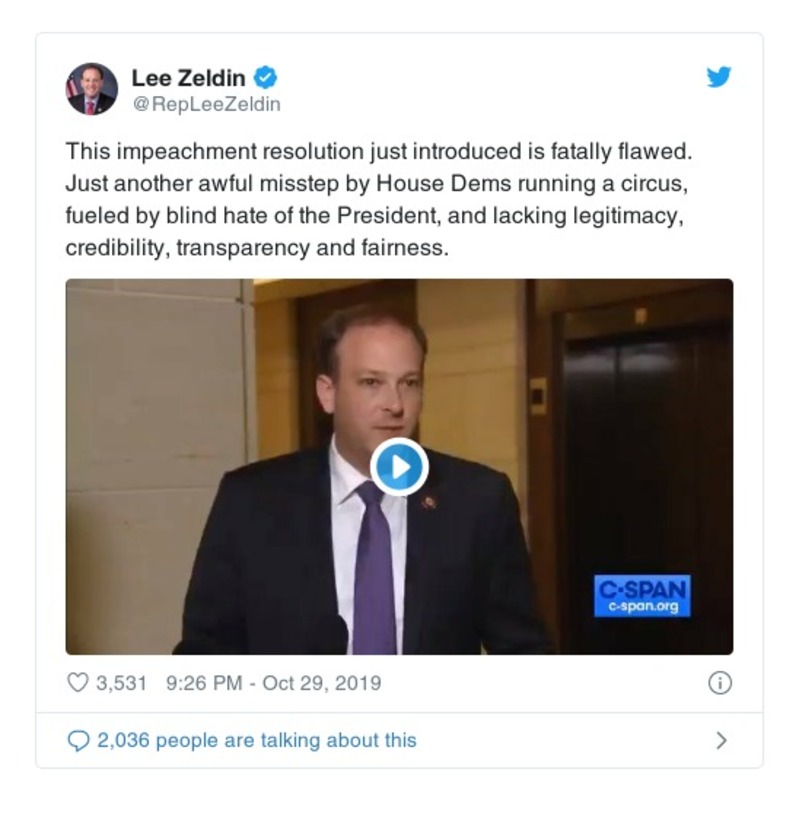 Lee Zeldin
@RepLeeZeldin
This impeachment resolution just introduced is fatally flawed.
Just another awful misstep by House Dems running a circus,
fueled by blind hate of the President, and lacking legitimacy,
credibility, transparency and fairness.
C-SPAN
c-span.org
3,531 9:26 PM - Oct 29, 2019
2,036 people are talking about this